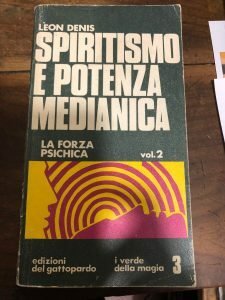 LEON DENIS
SPIRITISMO
E POTENZA
MEDIANICA
LA FORZA
PSICHICA
vol.2
edizioni
del gattopardo
i verde
della magia
3